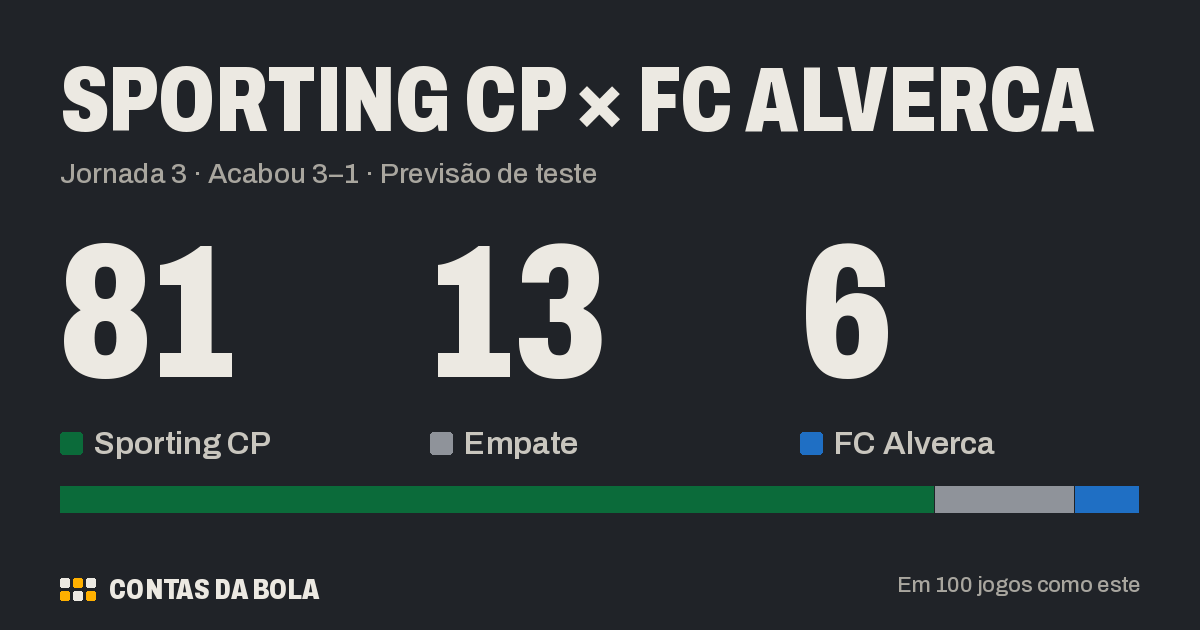 SPORTING CP × FC ALVERCA
Jornada 3 · Acabou 3–1 · Previsão de teste
81 13 6
Sporting CP Empate FC Alverca
CONTAS DA BOLA
Em 100 jogos como este